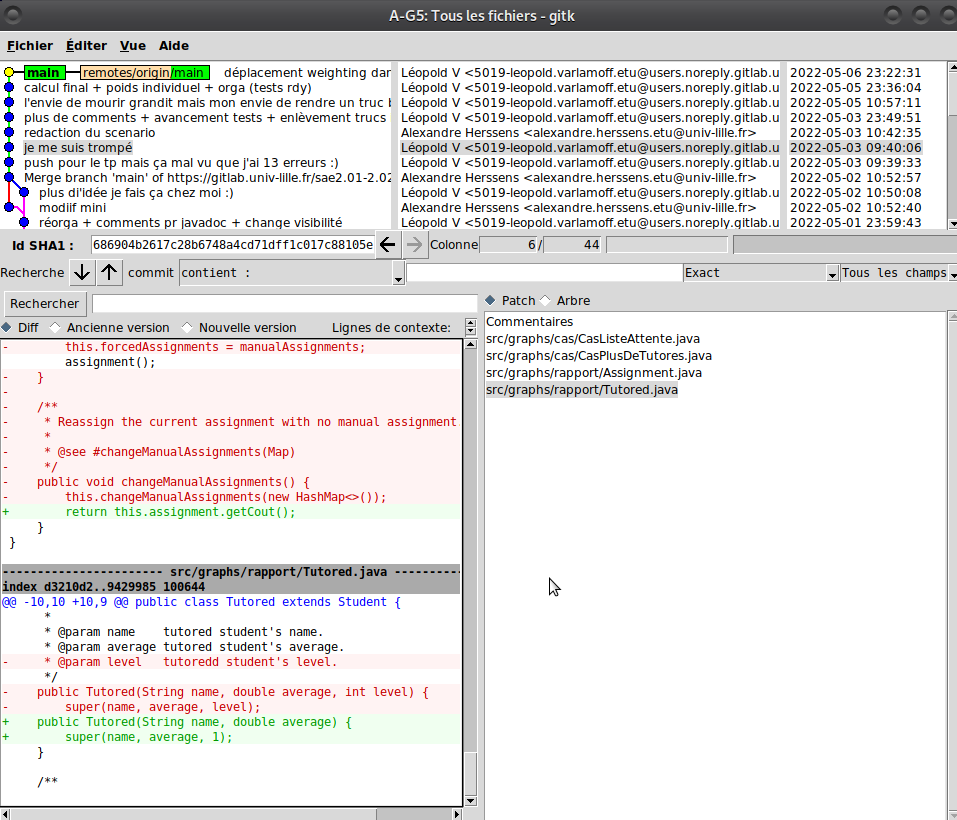 A-G5: Tous les fichiers - gitk
Fichier Éditer Vue Aide
main remotes/origin/main déplacement weighting dar Léopold V <5019-leopold.varlamoff.etu@users.noreply.gitlab.u 2022-05-06 23:22:31
calcul final + poids individuel + orga (tests rdy) Léopold V <5019-leopold.varlamoff.etu@users.noreply.gitlab.u 2022-05-05 23:36:04
l'envie de mourir grandit mais mon envie de rendre un truc b Léopold V <5019-leopold.varlamoff.etu@users.noreply.gitlab.u 2022-05-05 10:57:11
plus de comments + avancement tests + enlèvement trucs Léopold V <5019-leopold.varlamoff.etu@users.noreply.gitlab.u 2022-05-03 23:49:51
redaction du scenario Alexandre Herssens <alexandre.herssens.etu@univ-lille.fr> 2022-05-03 10:42:35
je me suis trompé Léopold V <5019-leopold.varlamoff.etu@users.noreply.gitlab.u 2022-05-03 09:40:06
push pour le tp mais ça mal vu que j'ai 13 erreurs :) Léopold V <5019-leopold.varlamoff.etu@users.noreply.gitlab.u 2022-05-03 09:39:33
Merge branch 'main' of https://gitlab.univ-lille.fr/sae2.01-2.02 Alexandre Herssens <alexandre.herssens.etu@univ-lille.fr> 2022-05-02 10:52:57
plus di'idée je fais ça chez moi :) Léopold V <5019-leopold.varlamoff.etu@users.noreply.gitlab.u 2022-05-02 10:50:08
modiif mini Alexandre Herssens <alexandre.herssens.etu@univ-lille.fr> 2022-05-02 10:52:40
réorga + comments pr javadoc + change visibilité Léopold V <5019-leopold.varlamoff.etu@users.noreply.gitlab.u 2022-05-01 23:59:43
Id SHA1 : 686904b2617c28b6748a4cd71dff1c017c88105e Colonne 6 / 44
Recherche commit contient : Exact Tous les champs
Rechercher
Patch Arbre
Diff Ancienne version Nouvelle version Lignes de contexte:
Commentaires
src/graphs/cas/CasListeAttente.java
src/graphs/cas/CasPlusDeTutores.java
src/graphs/rapport/Assignment.java
src/graphs/rapport/Tutored.java
- this.forcedAssignments = manualAssignments;
assignment();
- }
-
- /**
- * Reassign the current assignment with no manual assignment
- *
- * @see #changeManualAssignments(Map)
- */
- public void changeManualAssignments() {
- this.changeManualAssignments(new HashMap<>());
+ return this.assignment.getCout();
}
}
----------------------- src/graphs/rapport/Tutored.java ----------
index d3210d2..9429985 100644
@@ -10,10 +10,9 @@ public class Tutored extends Student {
*
* @param name tutored student's name.
* @param average tutored student's average.
- * @param level tutoredd student's level.
*/
- public Tutored(String name, double average, int level) {
- super(name, average, level);
+ public Tutored(String name, double average) {
+ super(name, average, 1);
}
/**